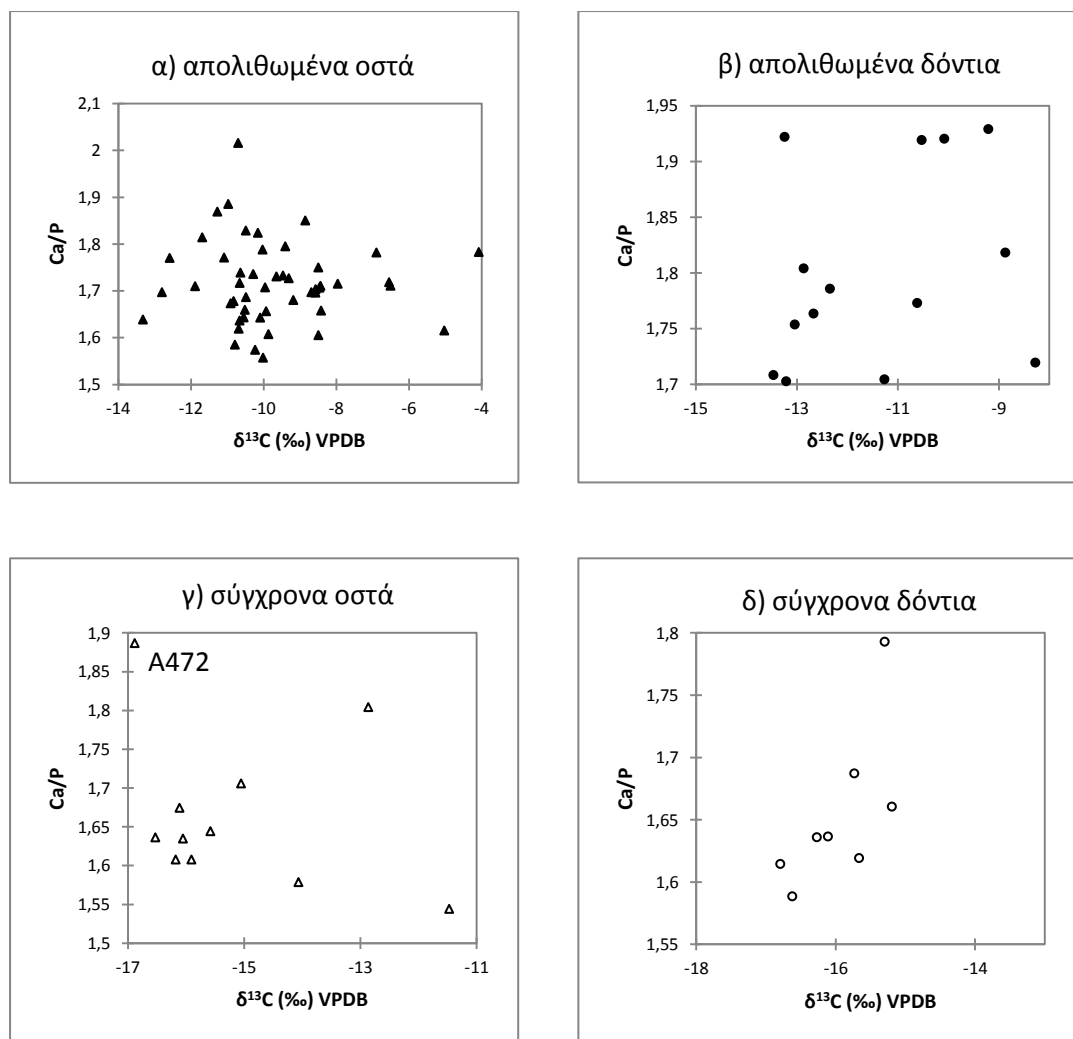 α) απολιθωμένα οστά
2,1
2
1,9
1,8
1,7
1,6
1,5
Ca/P
-14 -12 -10 -8 -6 -4
δ¹³C (‰) VPDB
β) απολιθωμένα δόντια
1,95
1,9
1,85
1,8
1,75
1,7
Ca/P
-15 -13 -11 -9
δ¹³C (‰) VPDB
γ) σύγχρονα οστά
1,9
1,85
1,8
1,75
1,7
1,65
1,6
1,55
1,5
A472
Ca/P
-17 -15 -13 -11
δ¹³C (‰) VPDB
δ) σύγχρονα δόντια
1,8
1,75
1,7
1,65
1,6
1,55
Ca/P
-18 -16 -14
δ¹³C (‰) VPDB